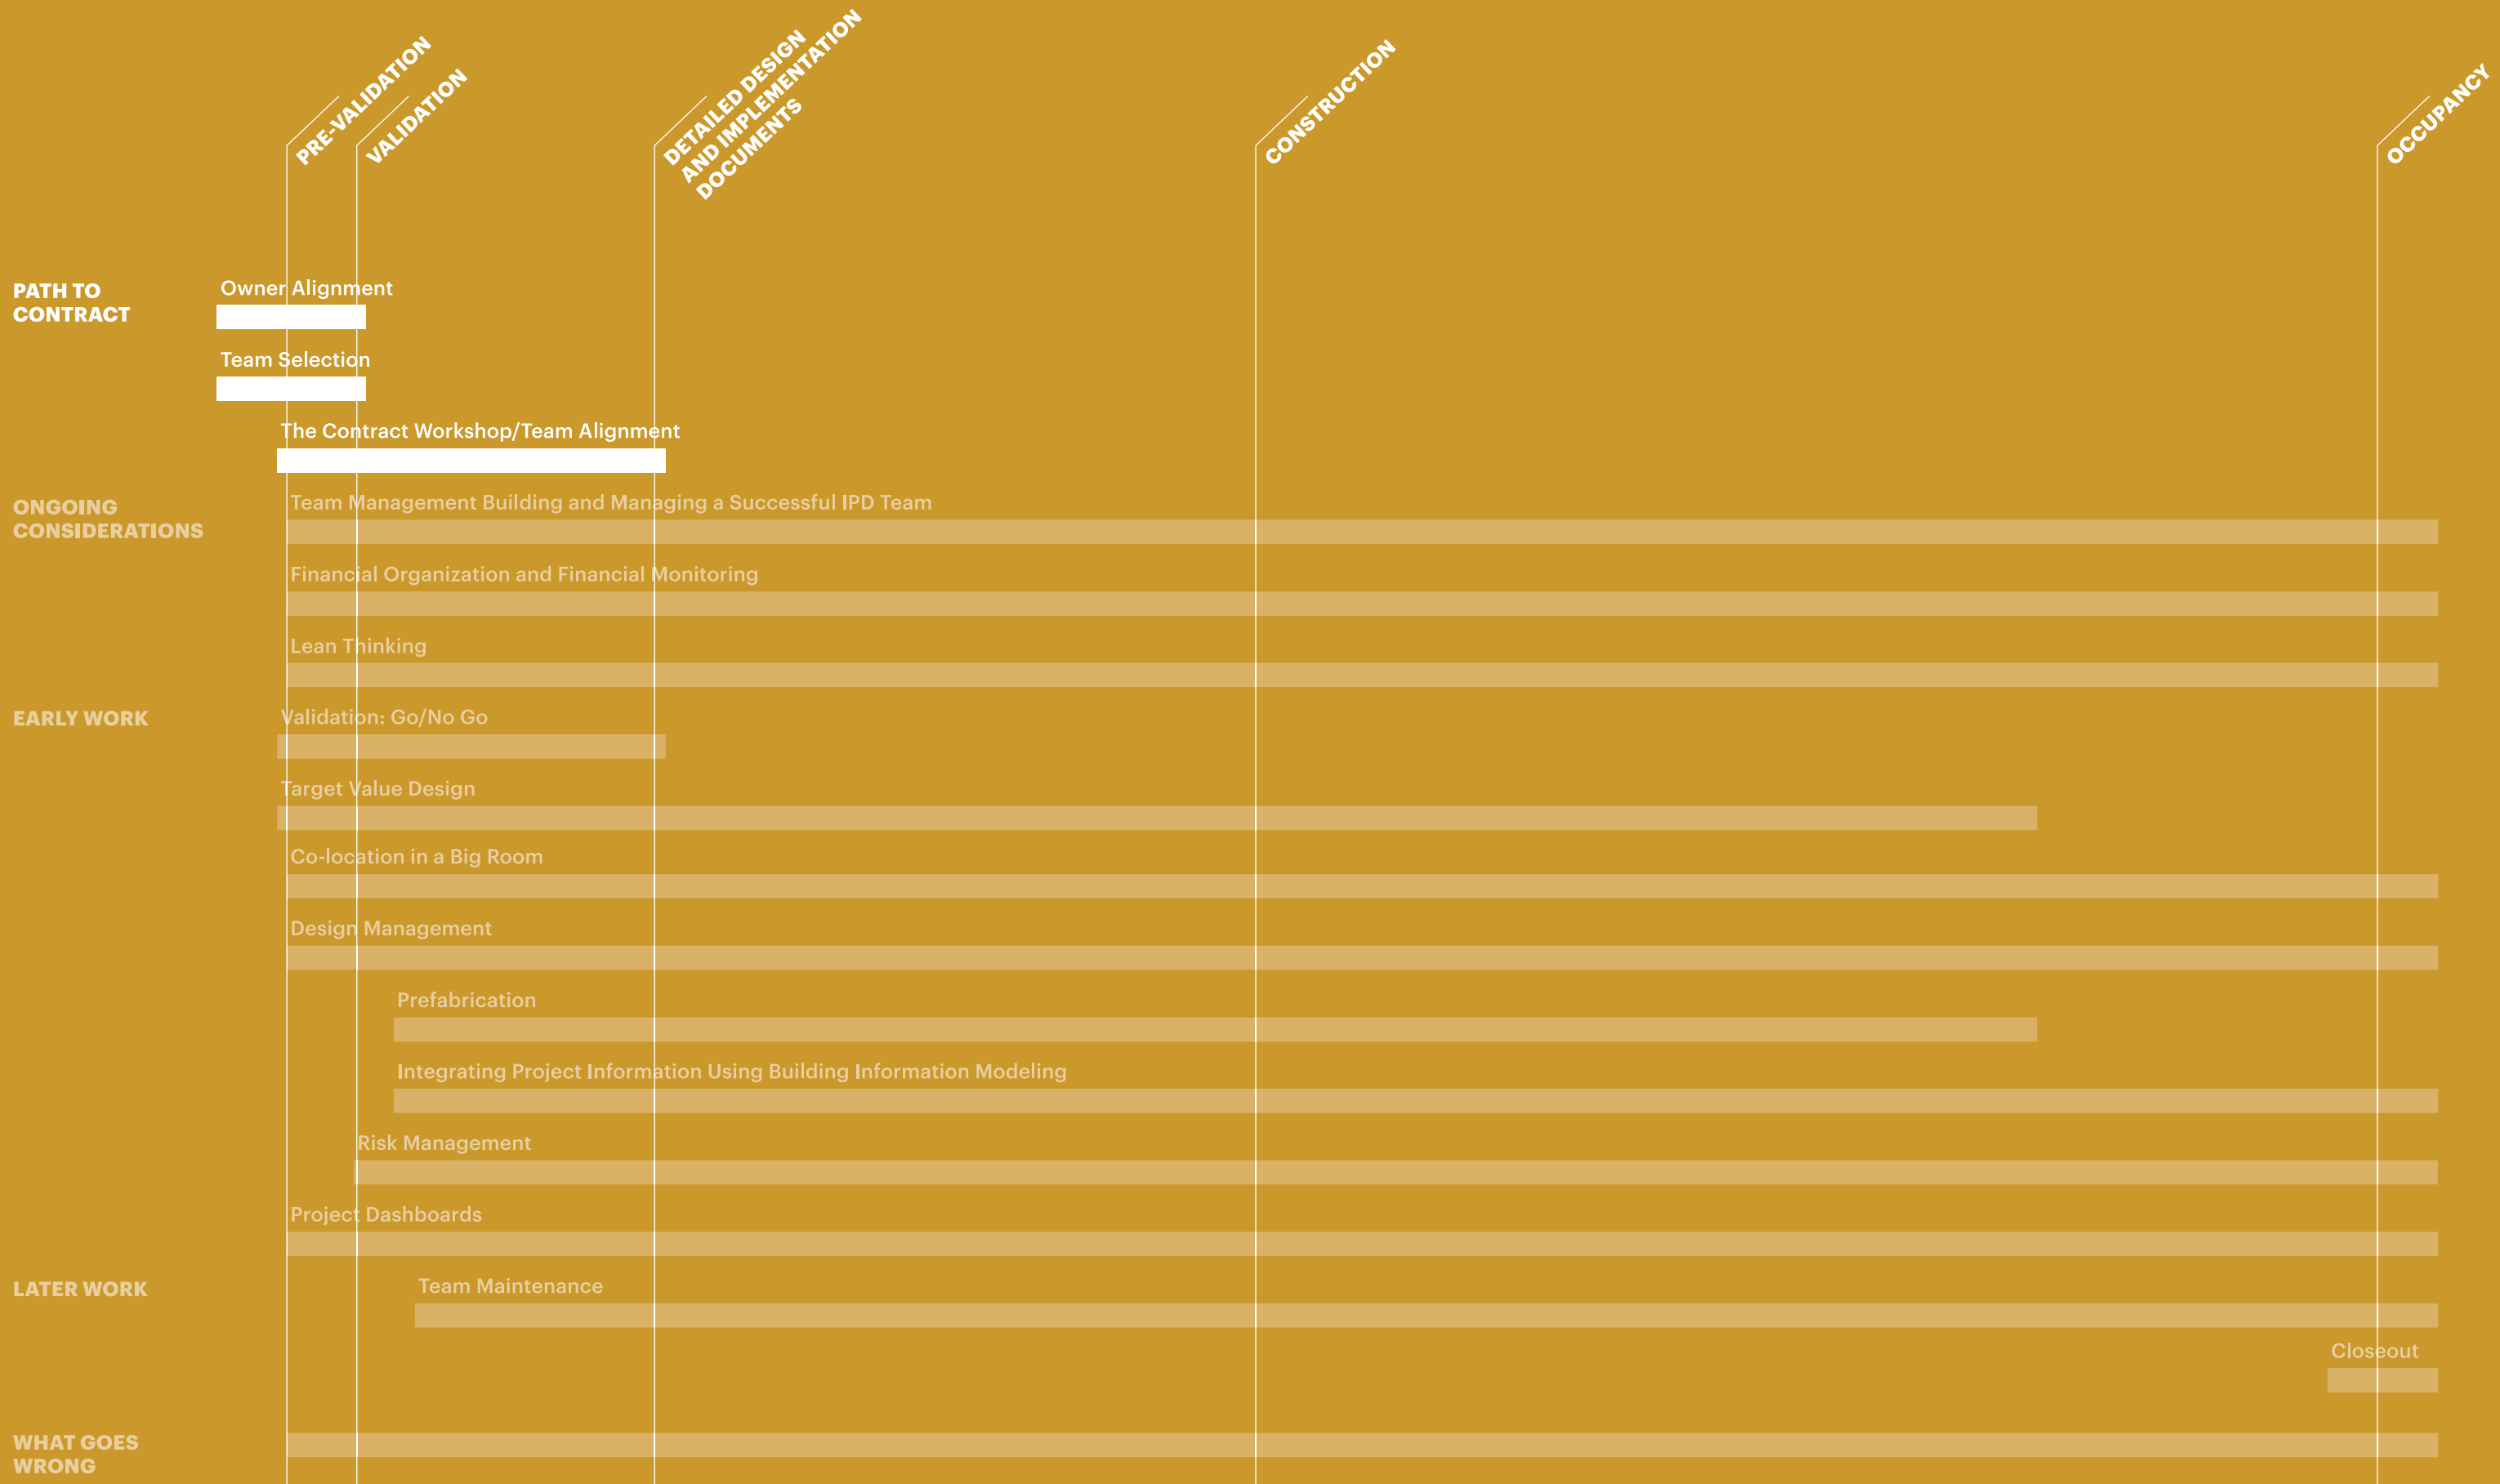 PRE-VALIDATION
VALIDATION
DETAILED DESIGN
AND IMPLEMENTATION
DOCUMENTS
CONSTRUCTION
OCCUPANCY
PATH TO
CONTRACT
Owner Alignment
Team Selection
The Contract Workshop/Team Alignment
ONGOING
CONSIDERATIONS
Team Management Building and Managing a Successful IPD Team
Financial Organization and Financial Monitoring
Lean Thinking
EARLY WORK
Validation: Go/No Go
Target Value Design
Co-location in a Big Room
Design Management
Prefabrication
Integrating Project Information Using Building Information Modeling
Risk Management
Project Dashboards
LATER WORK
Team Maintenance
Closeout
WHAT GOES
WRONG